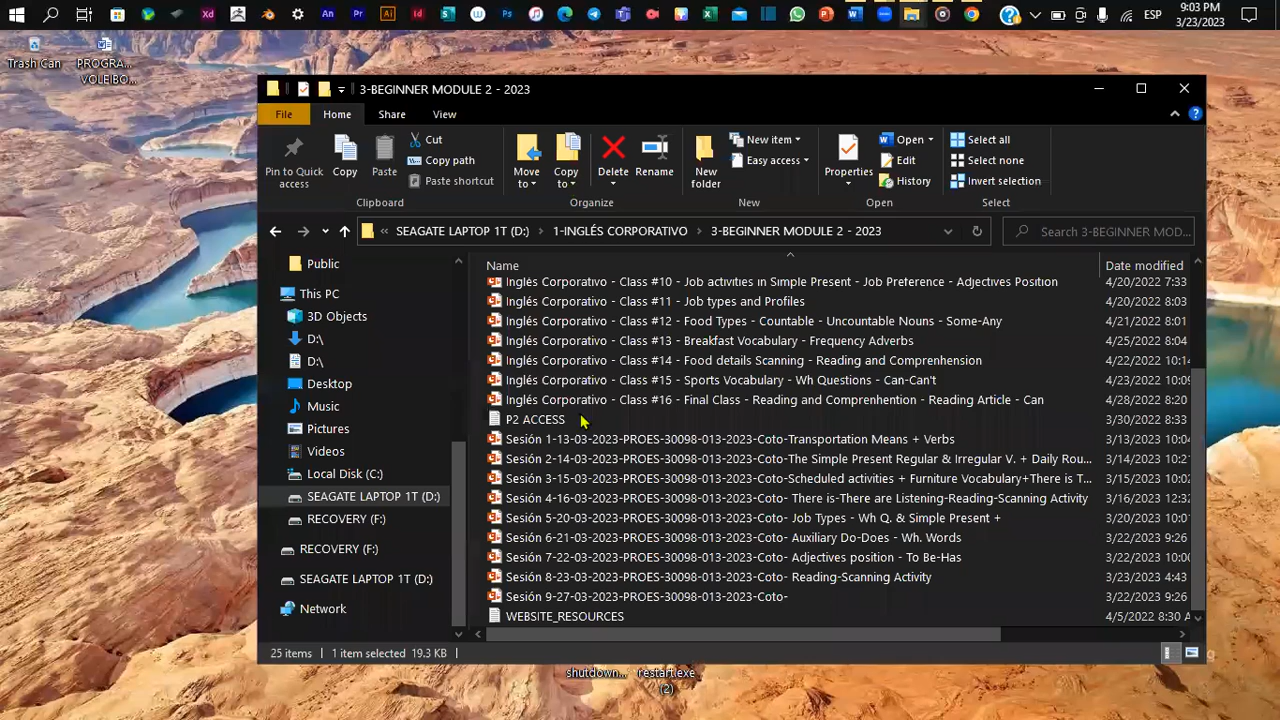 Xd
An
Pr
Ai
Id
Ps
ESP
9:03 PM
3/23/2023
Trash Can
PROGRA...
VOLEIBO...
3-BEGINNER MODULE 2 - 2023
File
Home
Share
View
Pin to Quick access
Copy
Paste
Cut
Copy path
Paste shortcut
Move to
Copy to
Delete
Rename
New folder
New item
Easy access
Properties
Open
Edit
History
Select all
Select none
Invert selection
Clipboard
Organize
New
Open
Select
« SEAGATE LAPTOP 1T (D:) > 1-INGLÉS CORPORATIVO > 3-BEGINNER MODULE 2 - 2023
Search 3-BEGINNER MOD...
Public
This PC
3D Objects
D:\
D:\
Desktop
Music
Pictures
Videos
Local Disk (C:)
SEAGATE LAPTOP 1T (D:)
RECOVERY (F:)
RECOVERY (F:)
SEAGATE LAPTOP 1T (D:)
Network
Name Date modified
Inglés Corporativo - Class #10 - Job activities in Simple Present - Job Preference - Adjectives Position 4/20/2022 7:33
Inglés Corporativo - Class #11 - Job types and Profiles 4/20/2022 8:03
Inglés Corporativo - Class #12 - Food Types - Countable - Uncountable Nouns - Some-Any 4/21/2022 8:01
Inglés Corporativo - Class #13 - Breakfast Vocabulary - Frequency Adverbs 4/25/2022 8:04
Inglés Corporativo - Class #14 - Food details Scanning - Reading and Comprenhension 4/22/2022 10:14
Inglés Corporativo - Class #15 - Sports Vocabulary - Wh Questions - Can-Can't 4/23/2022 10:09
Inglés Corporativo - Class #16 - Final Class - Reading and Comprenhention - Reading Article - Can 4/28/2022 8:20
P2 ACCESS 3/30/2022 8:33
Sesión 1-13-03-2023-PROES-30098-013-2023-Coto-Transportation Means + Verbs 3/13/2023 10:04
Sesión 2-14-03-2023-PROES-30098-013-2023-Coto-The Simple Present Regular & Irregular V. + Daily Rou... 3/14/2023 10:21
Sesión 3-15-03-2023-PROES-30098-013-2023-Coto-Scheduled activities + Furniture Vocabulary+There is T... 3/15/2023 10:02
Sesión 4-16-03-2023-PROES-30098-013-2023-Coto- There is-There are Listening-Reading-Scanning Activity 3/16/2023 12:32
Sesión 5-20-03-2023-PROES-30098-013-2023-Coto- Job Types - Wh Q. & Simple Present + 3/20/2023 10:01
Sesión 6-21-03-2023-PROES-30098-013-2023-Coto- Auxiliary Do-Does - Wh. Words 3/22/2023 9:26
Sesión 7-22-03-2023-PROES-30098-013-2023-Coto- Adjectives position - To Be-Has 3/22/2023 10:00
Sesión 8-23-03-2023-PROES-30098-013-2023-Coto- Reading-Scanning Activity 3/23/2023 4:43
Sesión 9-27-03-2023-PROES-30098-013-2023-Coto- 3/22/2023 9:26
WEBSITE_RESOURCES 4/5/2022 8:30 A
25 items 1 item selected 19.3 KB
shutdown... restart.exe
(2)